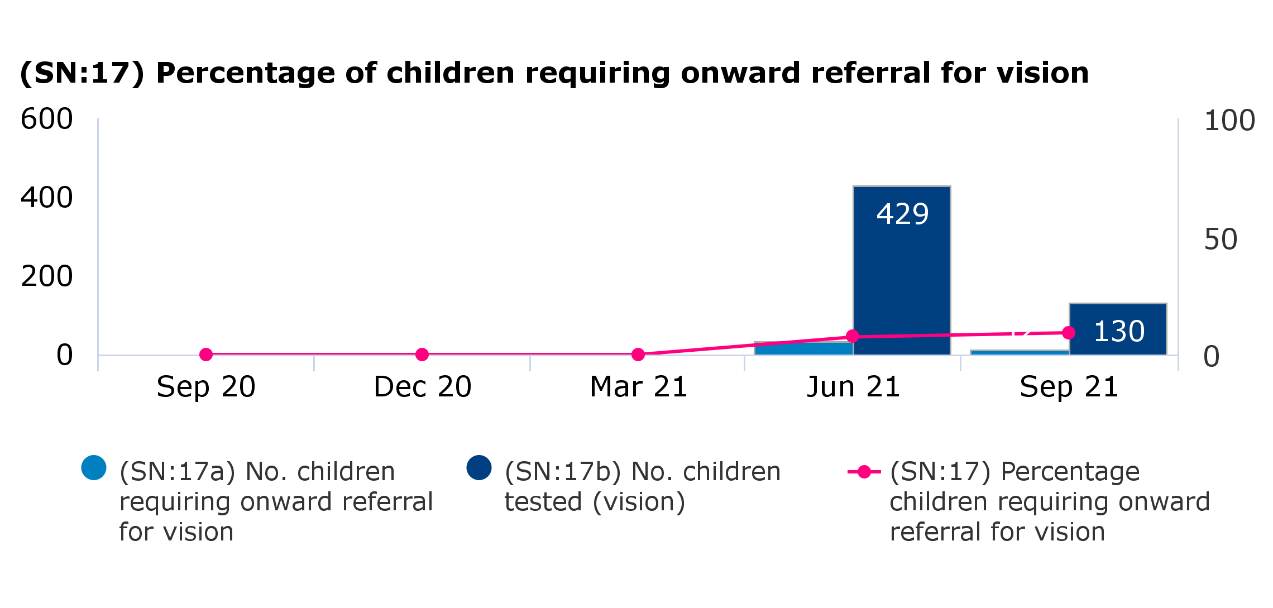 (SN:17) Percentage of children requiring onward referral for vision
600
100
400
429
50
200
12
130
0
0
Sep 20
Dec 20
Mar 21
Jun 21
Sep 21
(SN:17a) No. children
requiring onward referral
for vision
(SN:17b) No. children
tested (vision)
(SN:17) Percentage
children requiring onward
referral for vision